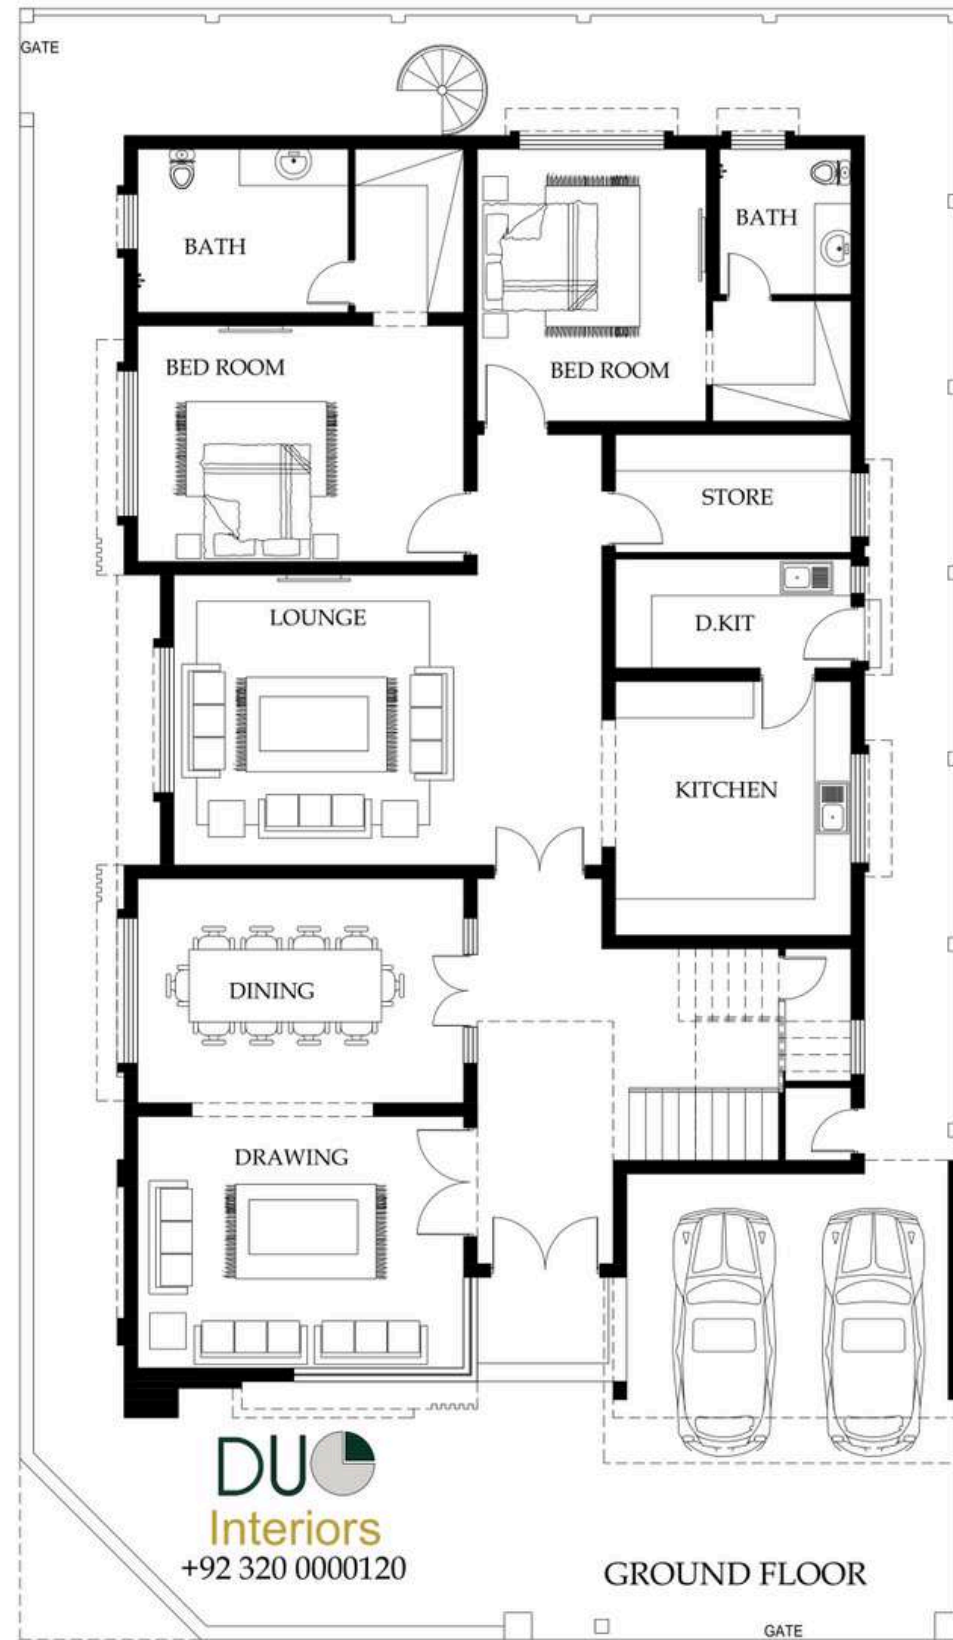 GATE
BATH
BATH
BED ROOM
BED ROOM
STORE
LOUNGE
D.KIT
KITCHEN
DINING
DRAWING
DUO
Interiors
+92 320 0000120
GROUND FLOOR
GATE